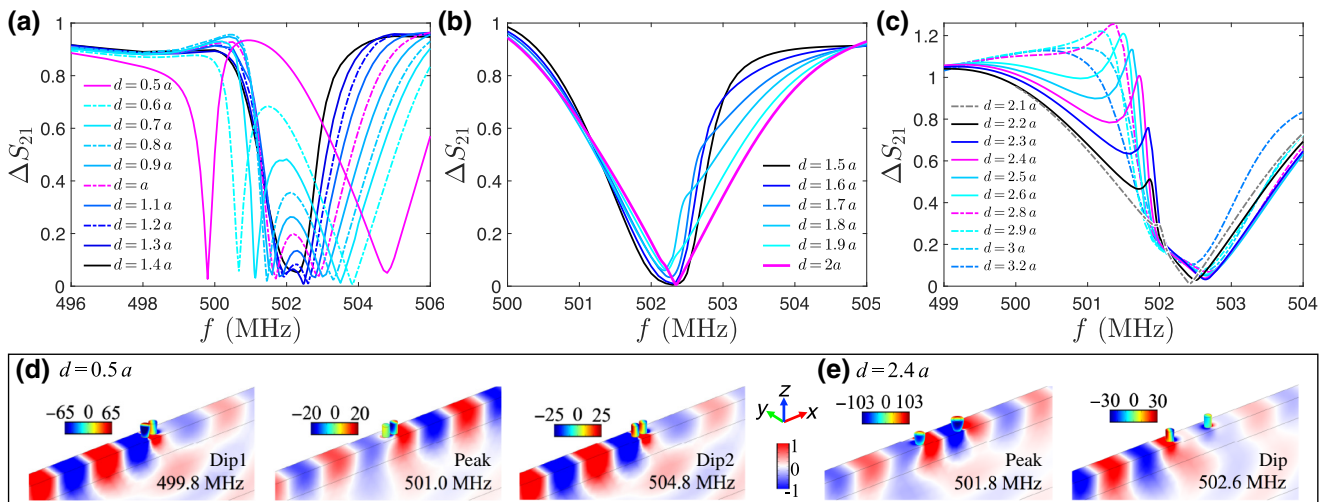 (a)
1
0.8
0.6
0.4
0.2
0
ΔS21
d = 0.5 a
d = 0.6 a
d = 0.7 a
d = 0.8 a
d = 0.9 a
d = a
d = 1.1 a
d = 1.2 a
d = 1.3 a
d = 1.4 a
496 498 500 502 504 506
f (MHz)
(b)
1
0.8
0.6
0.4
0.2
0
ΔS21
d = 1.5 a
d = 1.6 a
d = 1.7 a
d = 1.8 a
d = 1.9 a
d = 2a
500 501 502 503 504 505
f (MHz)
(c)
1.2
1
0.8
0.6
0.4
0.2
0
ΔS21
d = 2.1 a
d = 2.2 a
d = 2.3 a
d = 2.4 a
d = 2.5 a
d = 2.6 a
d = 2.8 a
d = 2.9 a
d = 3 a
d = 3.2 a
499 500 501 502 503 504
f (MHz)
(d) d = 0.5 a
−65 0 65
Dip1
499.8 MHz
−20 0 20
Peak
501.0 MHz
−25 0 25
Dip2
504.8 MHz
z
y x
1
0
-1
(e) d = 2.4 a
−103 0 103
Peak
501.8 MHz
−30 0 30
Dip
502.6 MHz